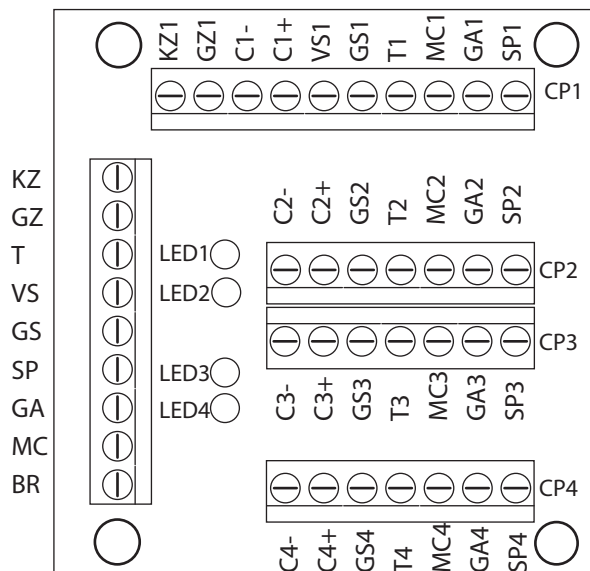 KZ1 GZ1 C1- C1+ VS1 GS1 T1 MC1 GA1 SP1
CP1
KZ
GZ
T
VS
GS
SP
GA
MC
BR
LED1
LED2
LED3
LED4
C2- C2+ GS2 T2 MC2 GA2 SP2
CP2
CP3
C3- C3+ GS3 T3 MC3 GA3 SP3
CP4
C4- C4+ GS4 T4 MC4 GA4 SP4